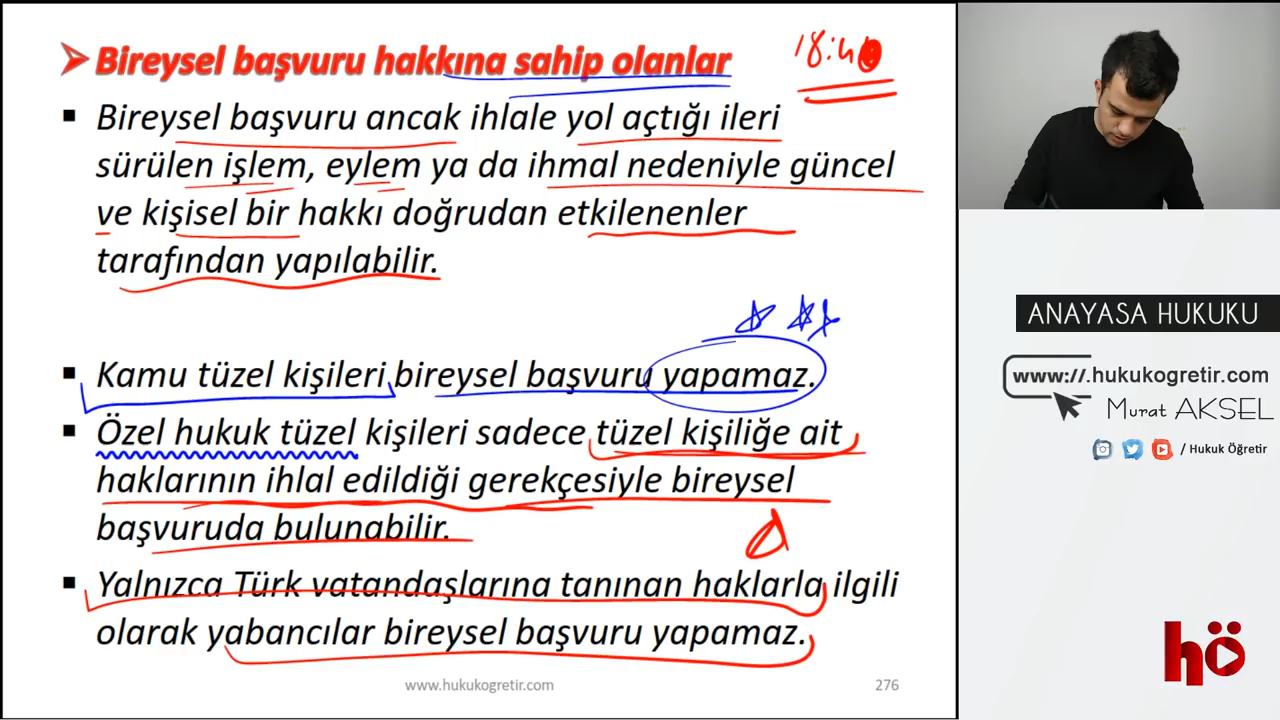 Bireysel başvuru hakkına sahip olanlar
Bireysel başvuru ancak ihlale yol açtığı ileri
sürülen işlem, eylem ya da ihmal nedeniyle güncel
ve kişisel bir hakkı doğrudan etkilenenler
tarafından yapılabilir.
Kamu tüzel kişileri bireysel başvuru yapamaz.
Özel hukuk tüzel kişileri sadece tüzel kişiliğe ait
haklarının ihlal edildiği gerekçesiyle bireysel
başvuruda bulunabilir.
Yalnızca Türk vatandaşlarına tanınan haklarla ilgili
olarak yabancılar bireysel başvuru yapamaz.
www.hukukogretir.com
276
ANAYASA HUKUKU
www://.hukukogretir.com
Murat AKSEL
/ Hukuk Öğretir
hö